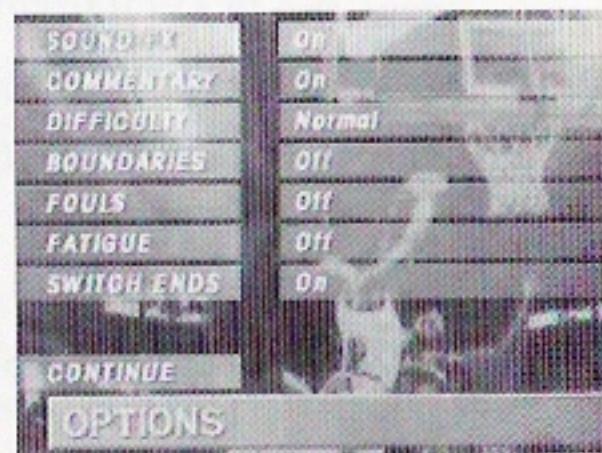 SOUND FX On
COMMENTARY On
DIFFICULTY Normal
BOUNDARIES Off
FOULS Off
FATIGUE Off
SWITCH ENDS On
CONTINUE
OPTIONS